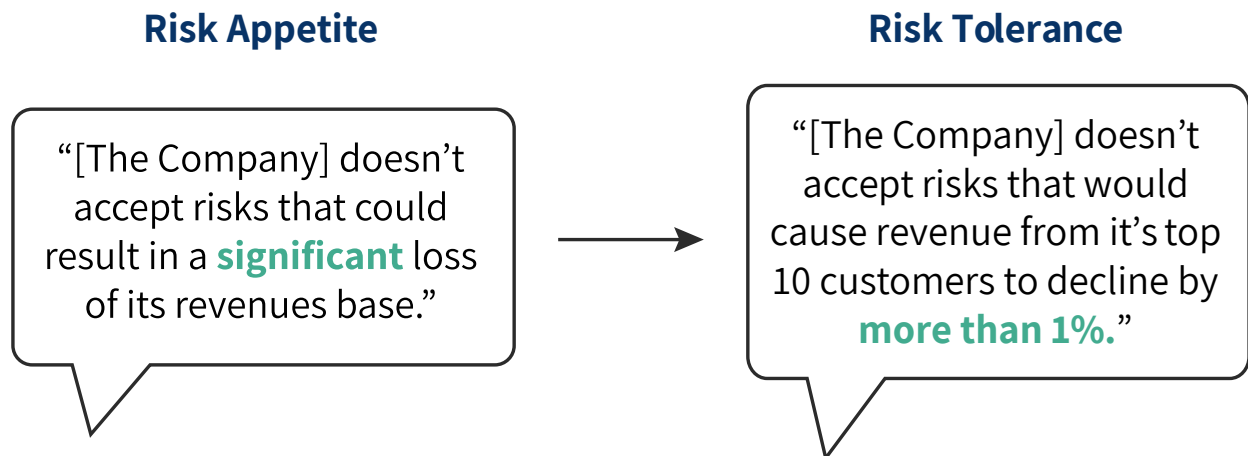 Risk Appetite
“[The Company] doesn’t
accept risks that could
result in a significant loss
of its revenues base.”
Risk Tolerance
“[The Company] doesn’t
accept risks that would
cause revenue from it’s top
10 customers to decline by
more than 1%.”